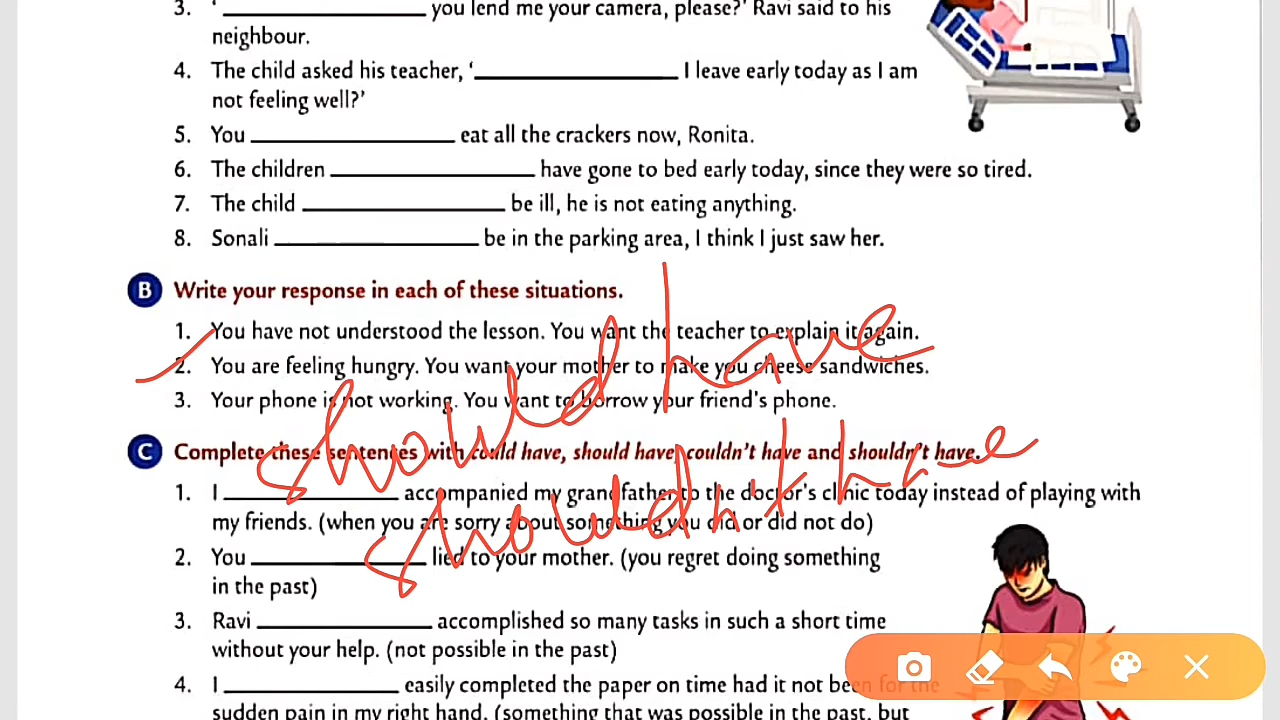 3. ‘ ____________ you lend me your camera, please?’ Ravi said to his
neighbour.
4. The child asked his teacher, ‘____________ I leave early today as I am
not feeling well?’
5. You ____________ eat all the crackers now, Ronita.
6. The children ____________ have gone to bed early today, since they were so tired.
7. The child ____________ be ill, he is not eating anything.
8. Sonali ____________ be in the parking area, I think I just saw her.
B Write your response in each of these situations.
1. You have not understood the lesson. You want the teacher to explain it again.
2. You are feeling hungry. You want your mother to make you cheese sandwiches.
3. Your phone is not working. You want to borrow your friend's phone.
should have
C Complete these sentences with could have, should have, couldn't have and shouldn't have.
shouldn't have
1. I ____________ accompanied my grandfather to the doctor's clinic today instead of playing with
my friends. (when you are sorry about something you did or did not do)
2. You ____________ lied to your mother. (you regret doing something
in the past)
3. Ravi ____________ accomplished so many tasks in such a short time
without your help. (not possible in the past)
4. I ____________ easily completed the paper on time had it not been for the
sudden pain in my right hand. (something that was possible in the past, but